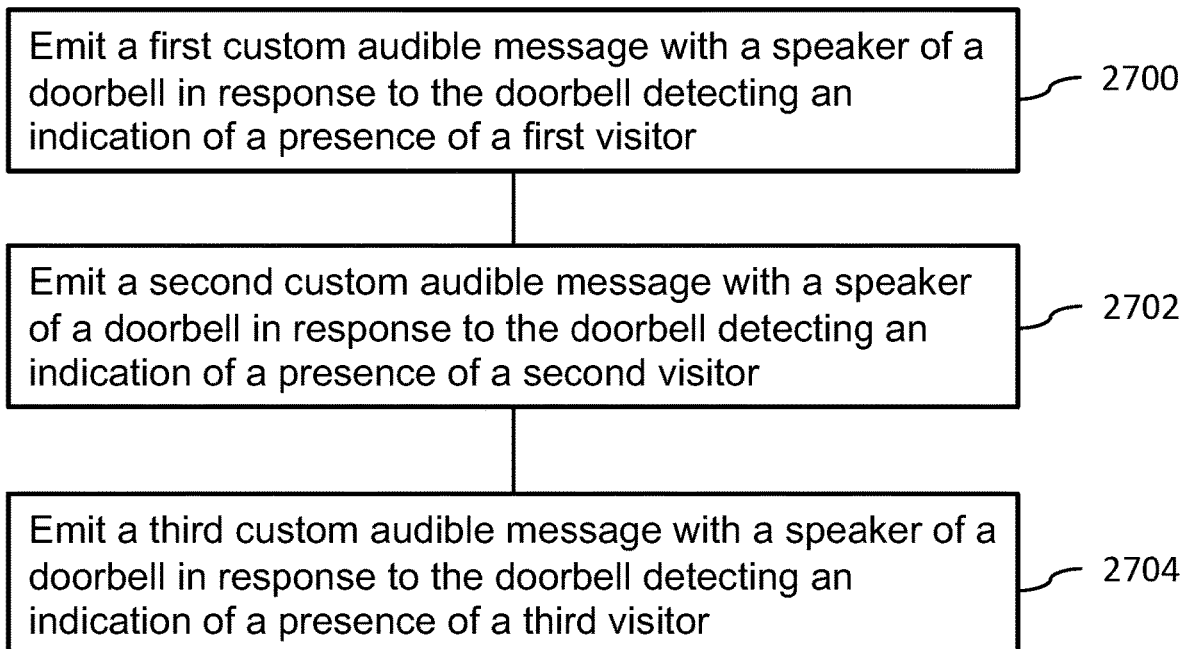 Emit a first custom audible message with a speaker of a
doorbell in response to the doorbell detecting an
indication of a presence of a first visitor
2700
Emit a second custom audible message with a speaker
of a doorbell in response to the doorbell detecting an
indication of a presence of a second visitor
2702
Emit a third custom audible message with a speaker of a
doorbell in response to the doorbell detecting an
indication of a presence of a third visitor
2704